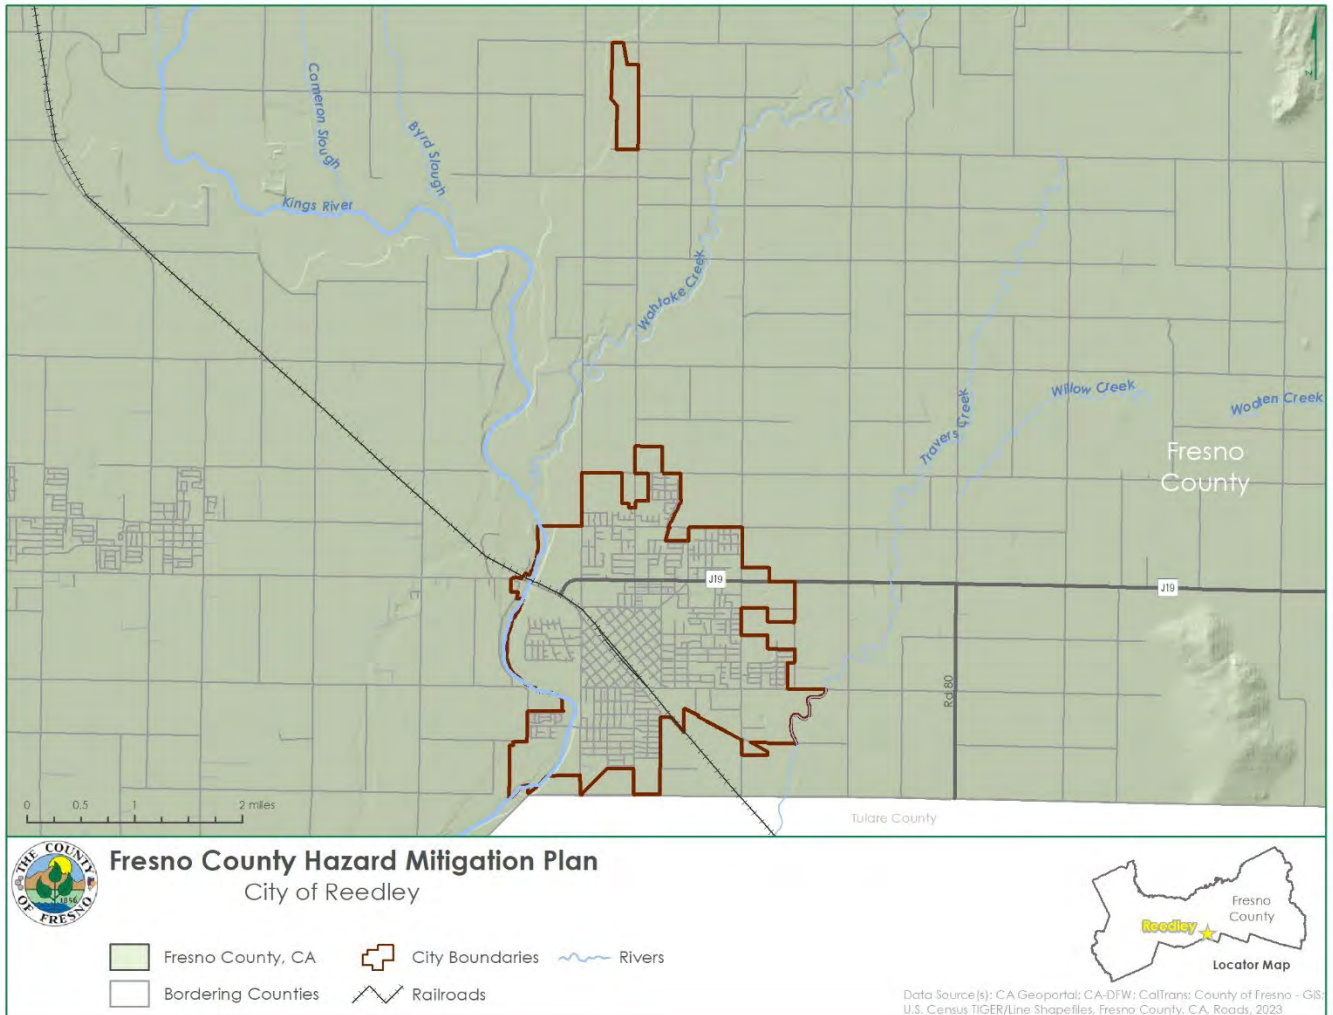 Cameron Slough
Byrd Slough
Kings River
Wahtoke Creek
Travers Creek
Willow Creek
Wooten Creek
Fresno
County
J19
J19
Rd 80
0 0.5 1 2 miles
Tulare County
THE COUNTY
OF FRESNO
1856
Fresno County Hazard Mitigation Plan
City of Reedley
Fresno County, CA
City Boundaries
Rivers
Bordering Counties
Railroads
Fresno
County
Reedley
Locator Map
Data Source(s): CA Geoportal; CA-DFW; CalTrans; County of Fresno - GIS;
U.S. Census TIGER/Line Shapefiles, Fresno County, CA, Roads, 2023